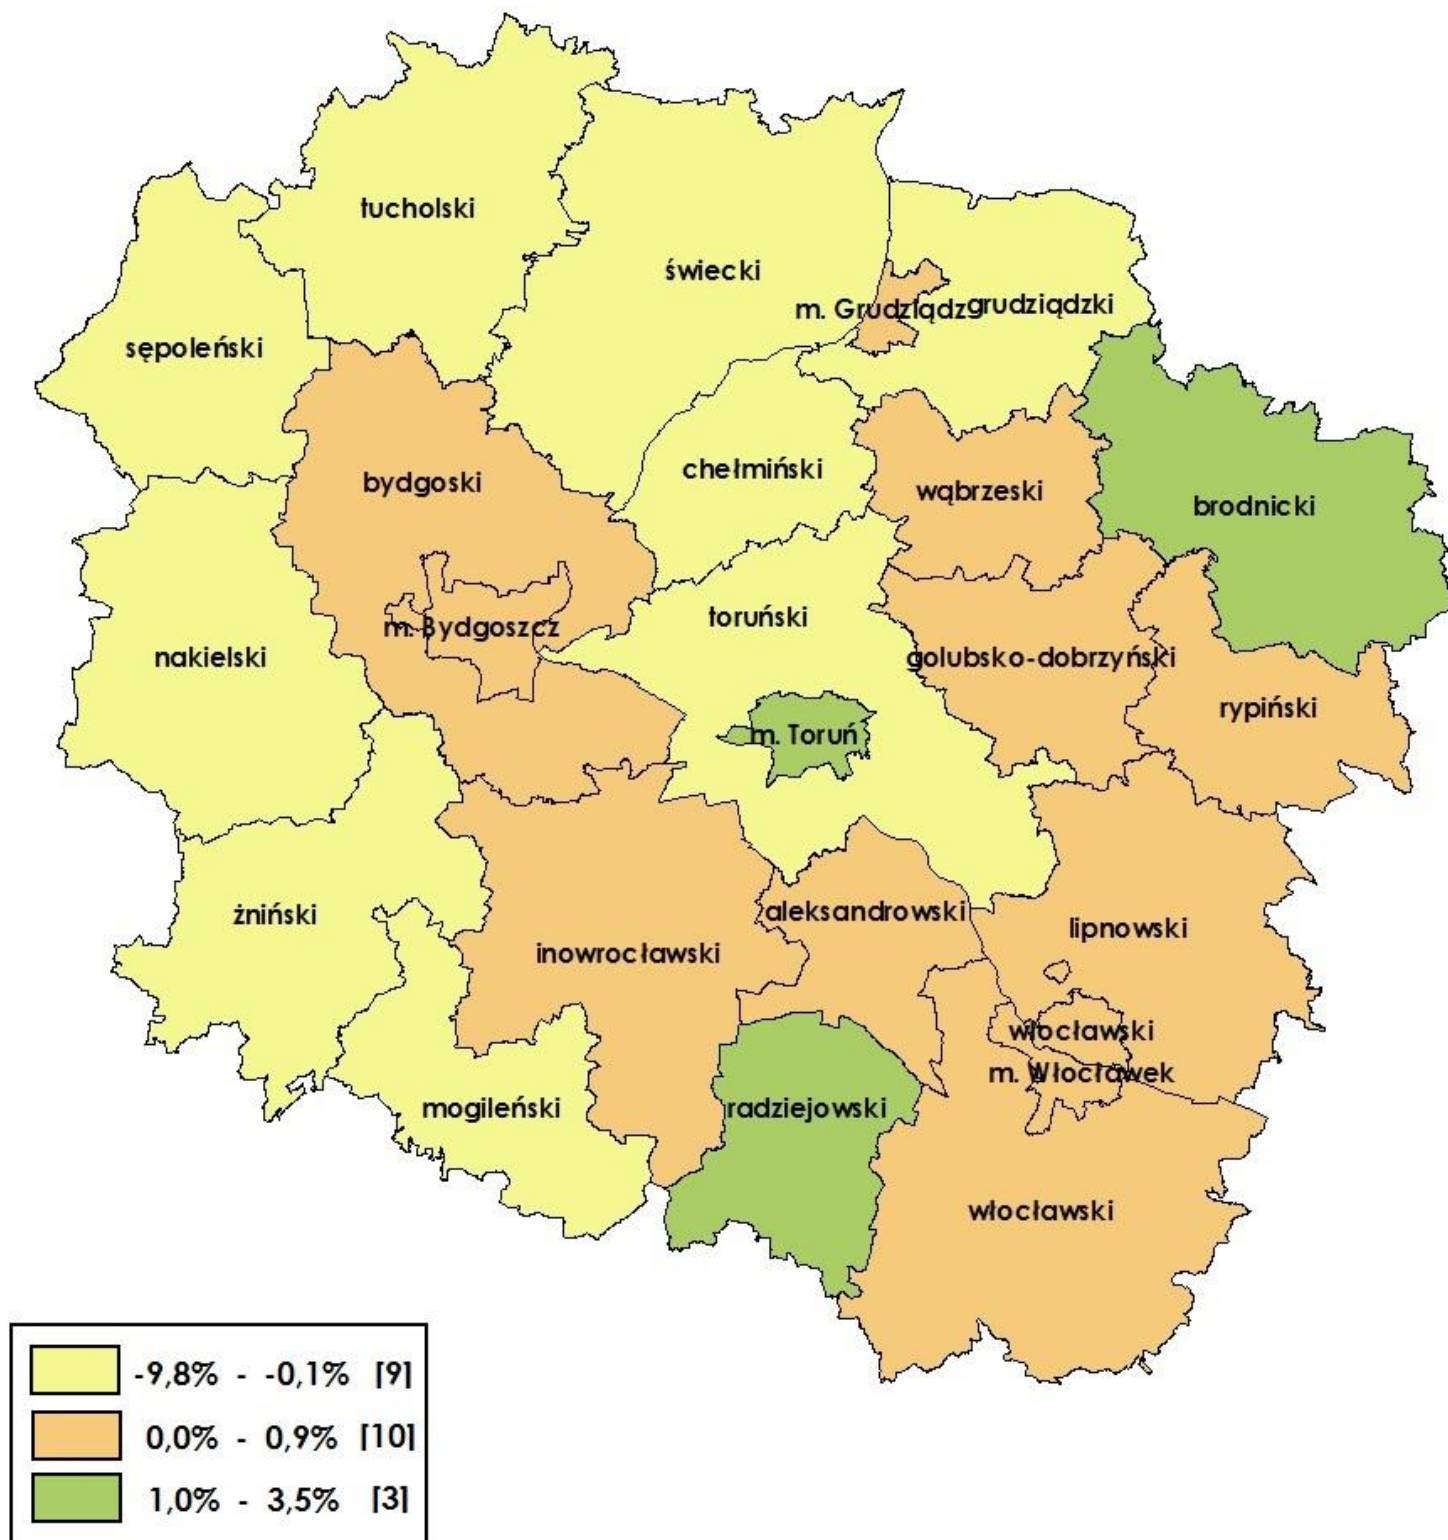 tucholski
świecki
m. Grudziądz
grudziądzki
sępoleński
chełmiński
bydgoski
wąbrzeski
brodnicki
toruński
m. Bydgoszcz
nakielski
golubsko-dobrzyński
rypiński
m. Toruń
żniński
aleksandrowski
lipnowski
inowrocławski
włocławski
m. Włocławek
mogileński
radziejowski
włocławski
-9,8% - -0,1% [9]
0,0% - 0,9% [10]
1,0% - 3,5% [3]